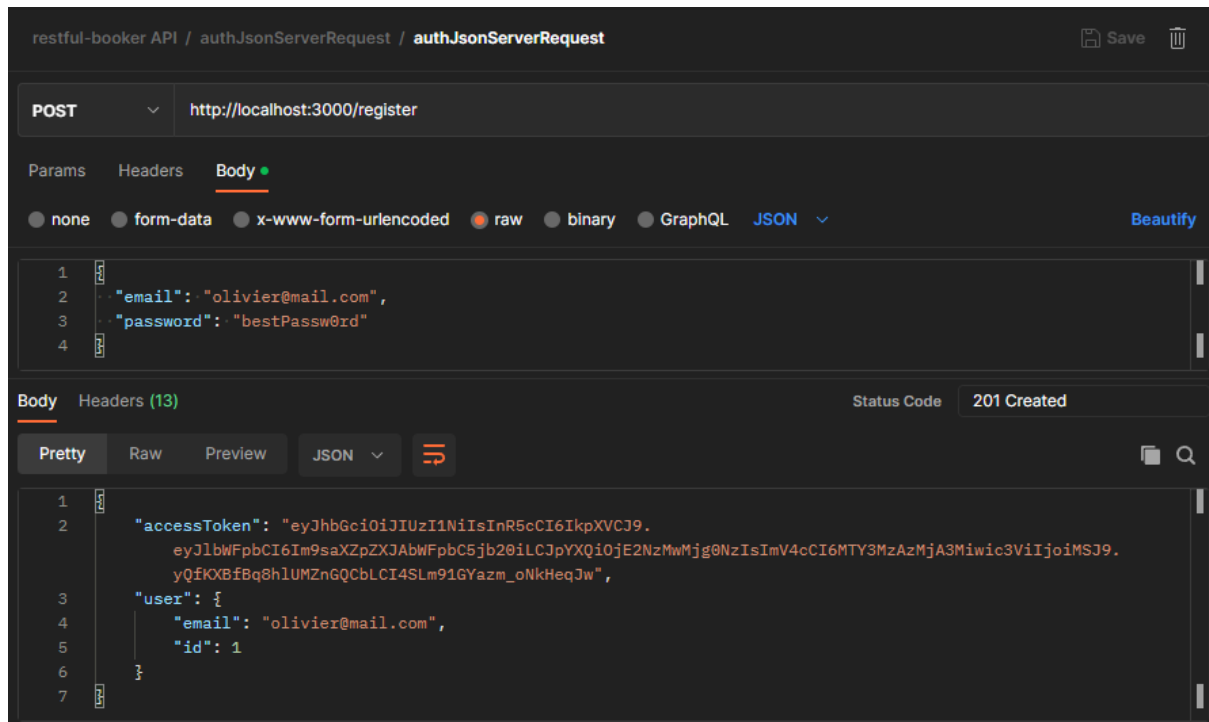 restful-booker API / authJsonServerRequest / authJsonServerRequest Save
POST http://localhost:3000/register
Params Headers Body
none form-data x-www-form-urlencoded raw binary GraphQL JSON Beautify
1 {
2 "email": "olivier@mail.com",
3 "password": "bestPassw0rd"
4 }
Body Headers (13) Status Code 201 Created
Pretty Raw Preview JSON
1 {
2 "accessToken": "eyJhbGciOiJIUzI1NiIsInR5cCI6IkpXVCJ9.
eyJlbWFpbCI6Im9saXZpZXJAbWFpbC5jb20iLCJpYXQiOjE2NzMwMjg0NzIsImV4cCI6MTY3MzAzMjA3Miwic3ViIjoiMSJ9.
yQfKXBfBq8hlUMZnGQCbLCI4SLm91GYazm_oNkHeqJw",
3 "user": {
4 "email": "olivier@mail.com",
5 "id": 1
6 }
7 }